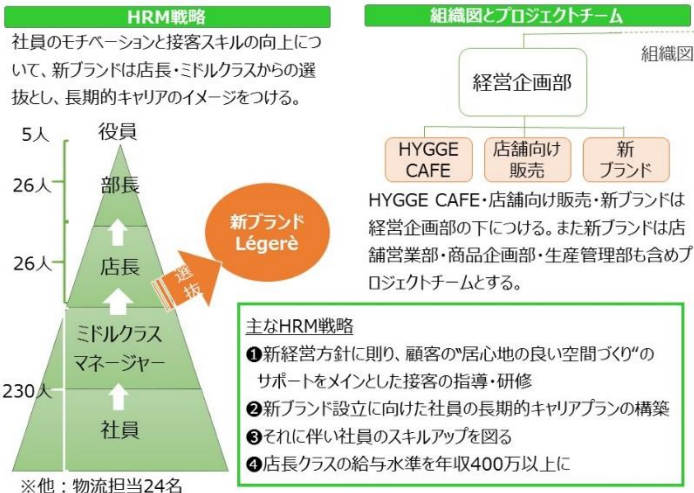 HRM戦略
社員のモチベーションと接客スキルの向上につ
いて、新ブランドは店長・ミドルクラスからの選
抜とし、長期的キャリアのイメージをつける。
5人
役員
26人
部長
26人
店長
ミドルクラス
マネージャー
230人
社員
※他：物流担当24名
選抜
新ブランド
Légerè
組織図とプロジェクトチーム
組織図
経営企画部
HYGGE
CAFE
店舗向け
販売
新
ブランド
HYGGE CAFE・店舗向け販売・新ブランドは
経営企画部の下につける。また新ブランドは店
舗営業部・商品企画部・生産管理部も含めプ
ロジェクトチームとする。
主なHRM戦略
❶新経営方針に則り、顧客の"居心地の良い空間づくり"の
サポートをメインとした接客の指導・研修
❷新ブランド設立に向けた社員の長期的キャリアプランの構築
❸それに伴い社員のスキルアップを図る
❹店長クラスの給与水準を年収400万以上に